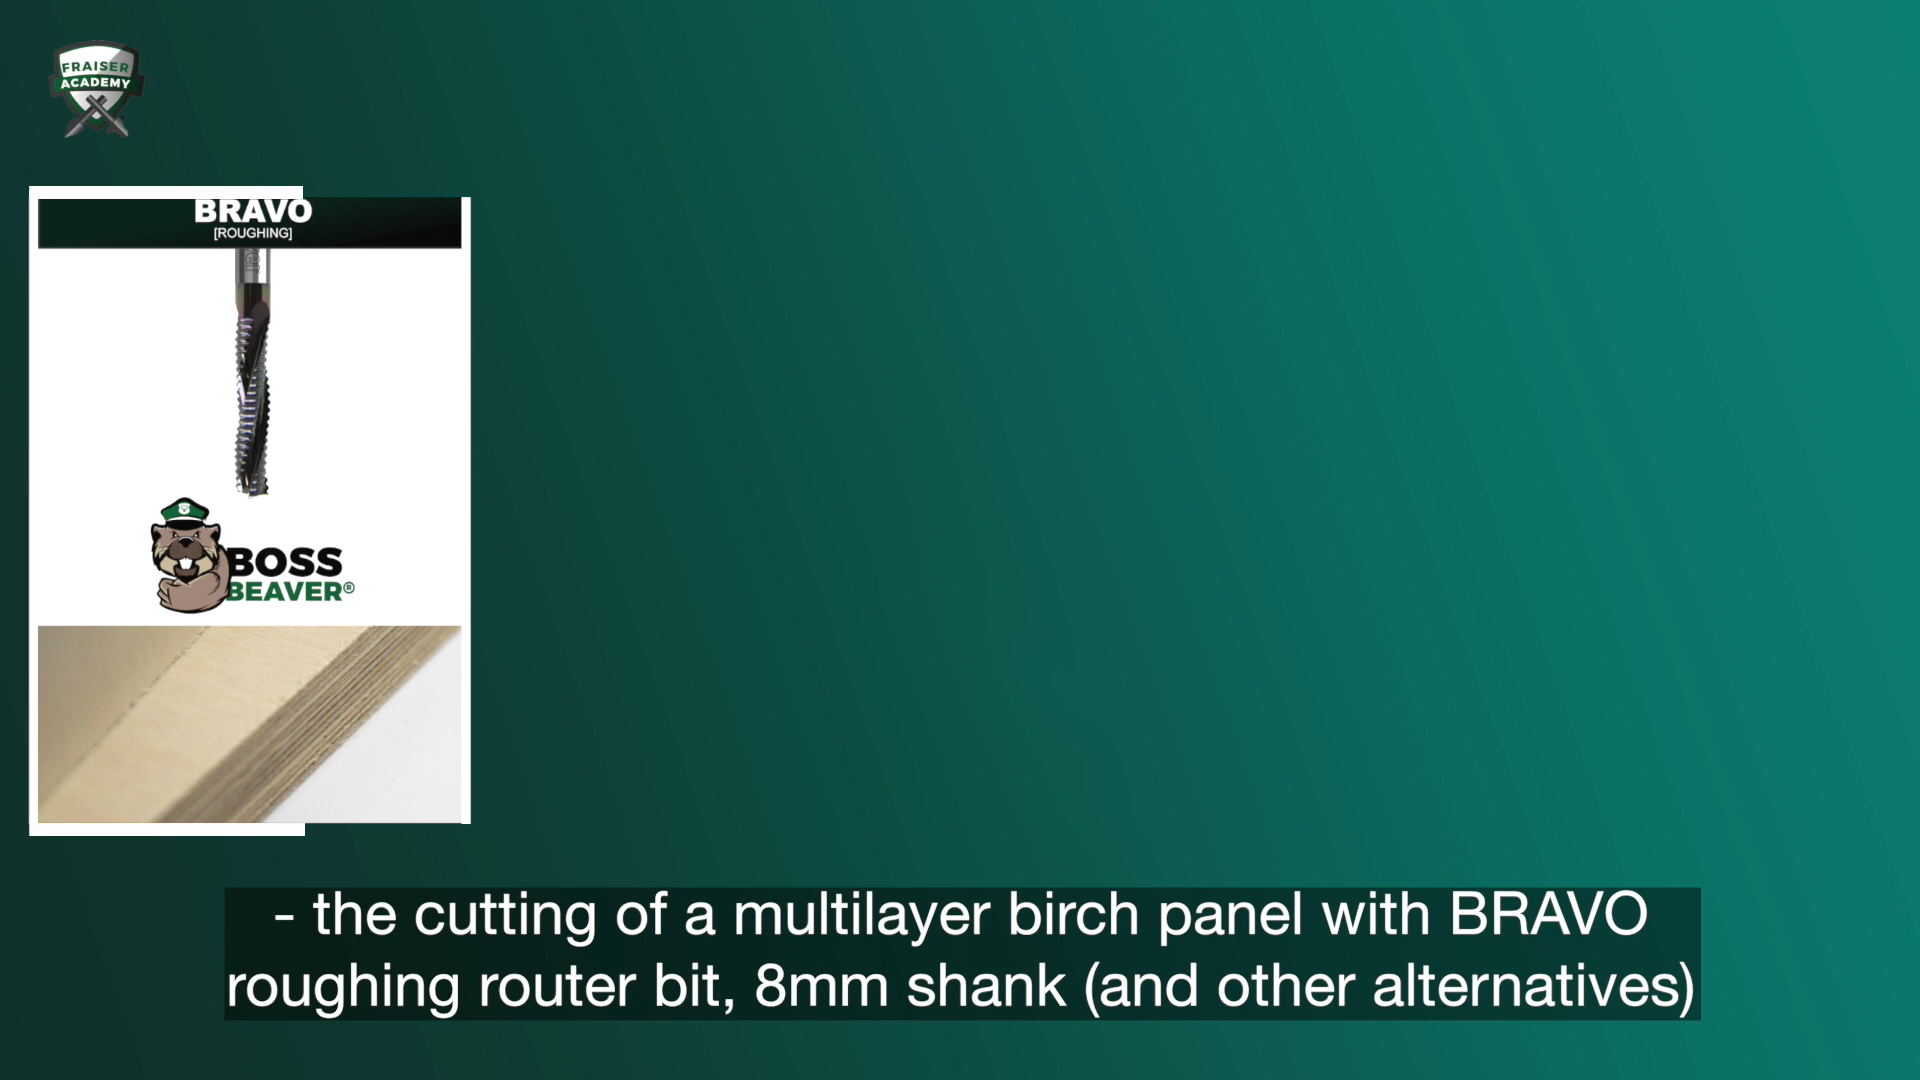 FRAISER
ACADEMY
BRAVO
[ROUGHING]
BOSS
BEAVER®
- the cutting of a multilayer birch panel with BRAVO
roughing router bit, 8mm shank (and other alternatives)